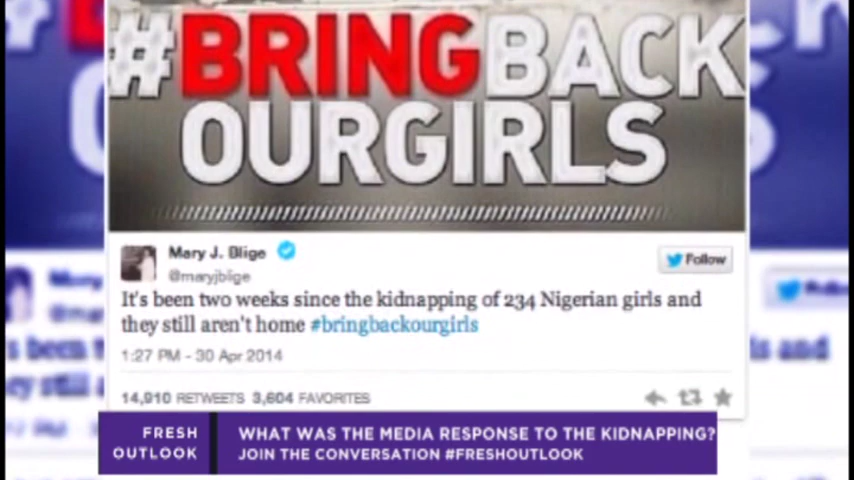 #BRINGBACK
OURGIRLS
Mary J. Blige
Follow
@maryjblige
It's been two weeks since the kidnapping of 234 Nigerian girls and
they still aren't home #bringbackourgirls
1:27 PM - 30 Apr 2014
14,910 RETWEETS 3,604 FAVORITES
FRESH
OUTLOOK
WHAT WAS THE MEDIA RESPONSE TO THE KIDNAPPING?
JOIN THE CONVERSATION #FRESHOUTLOOK